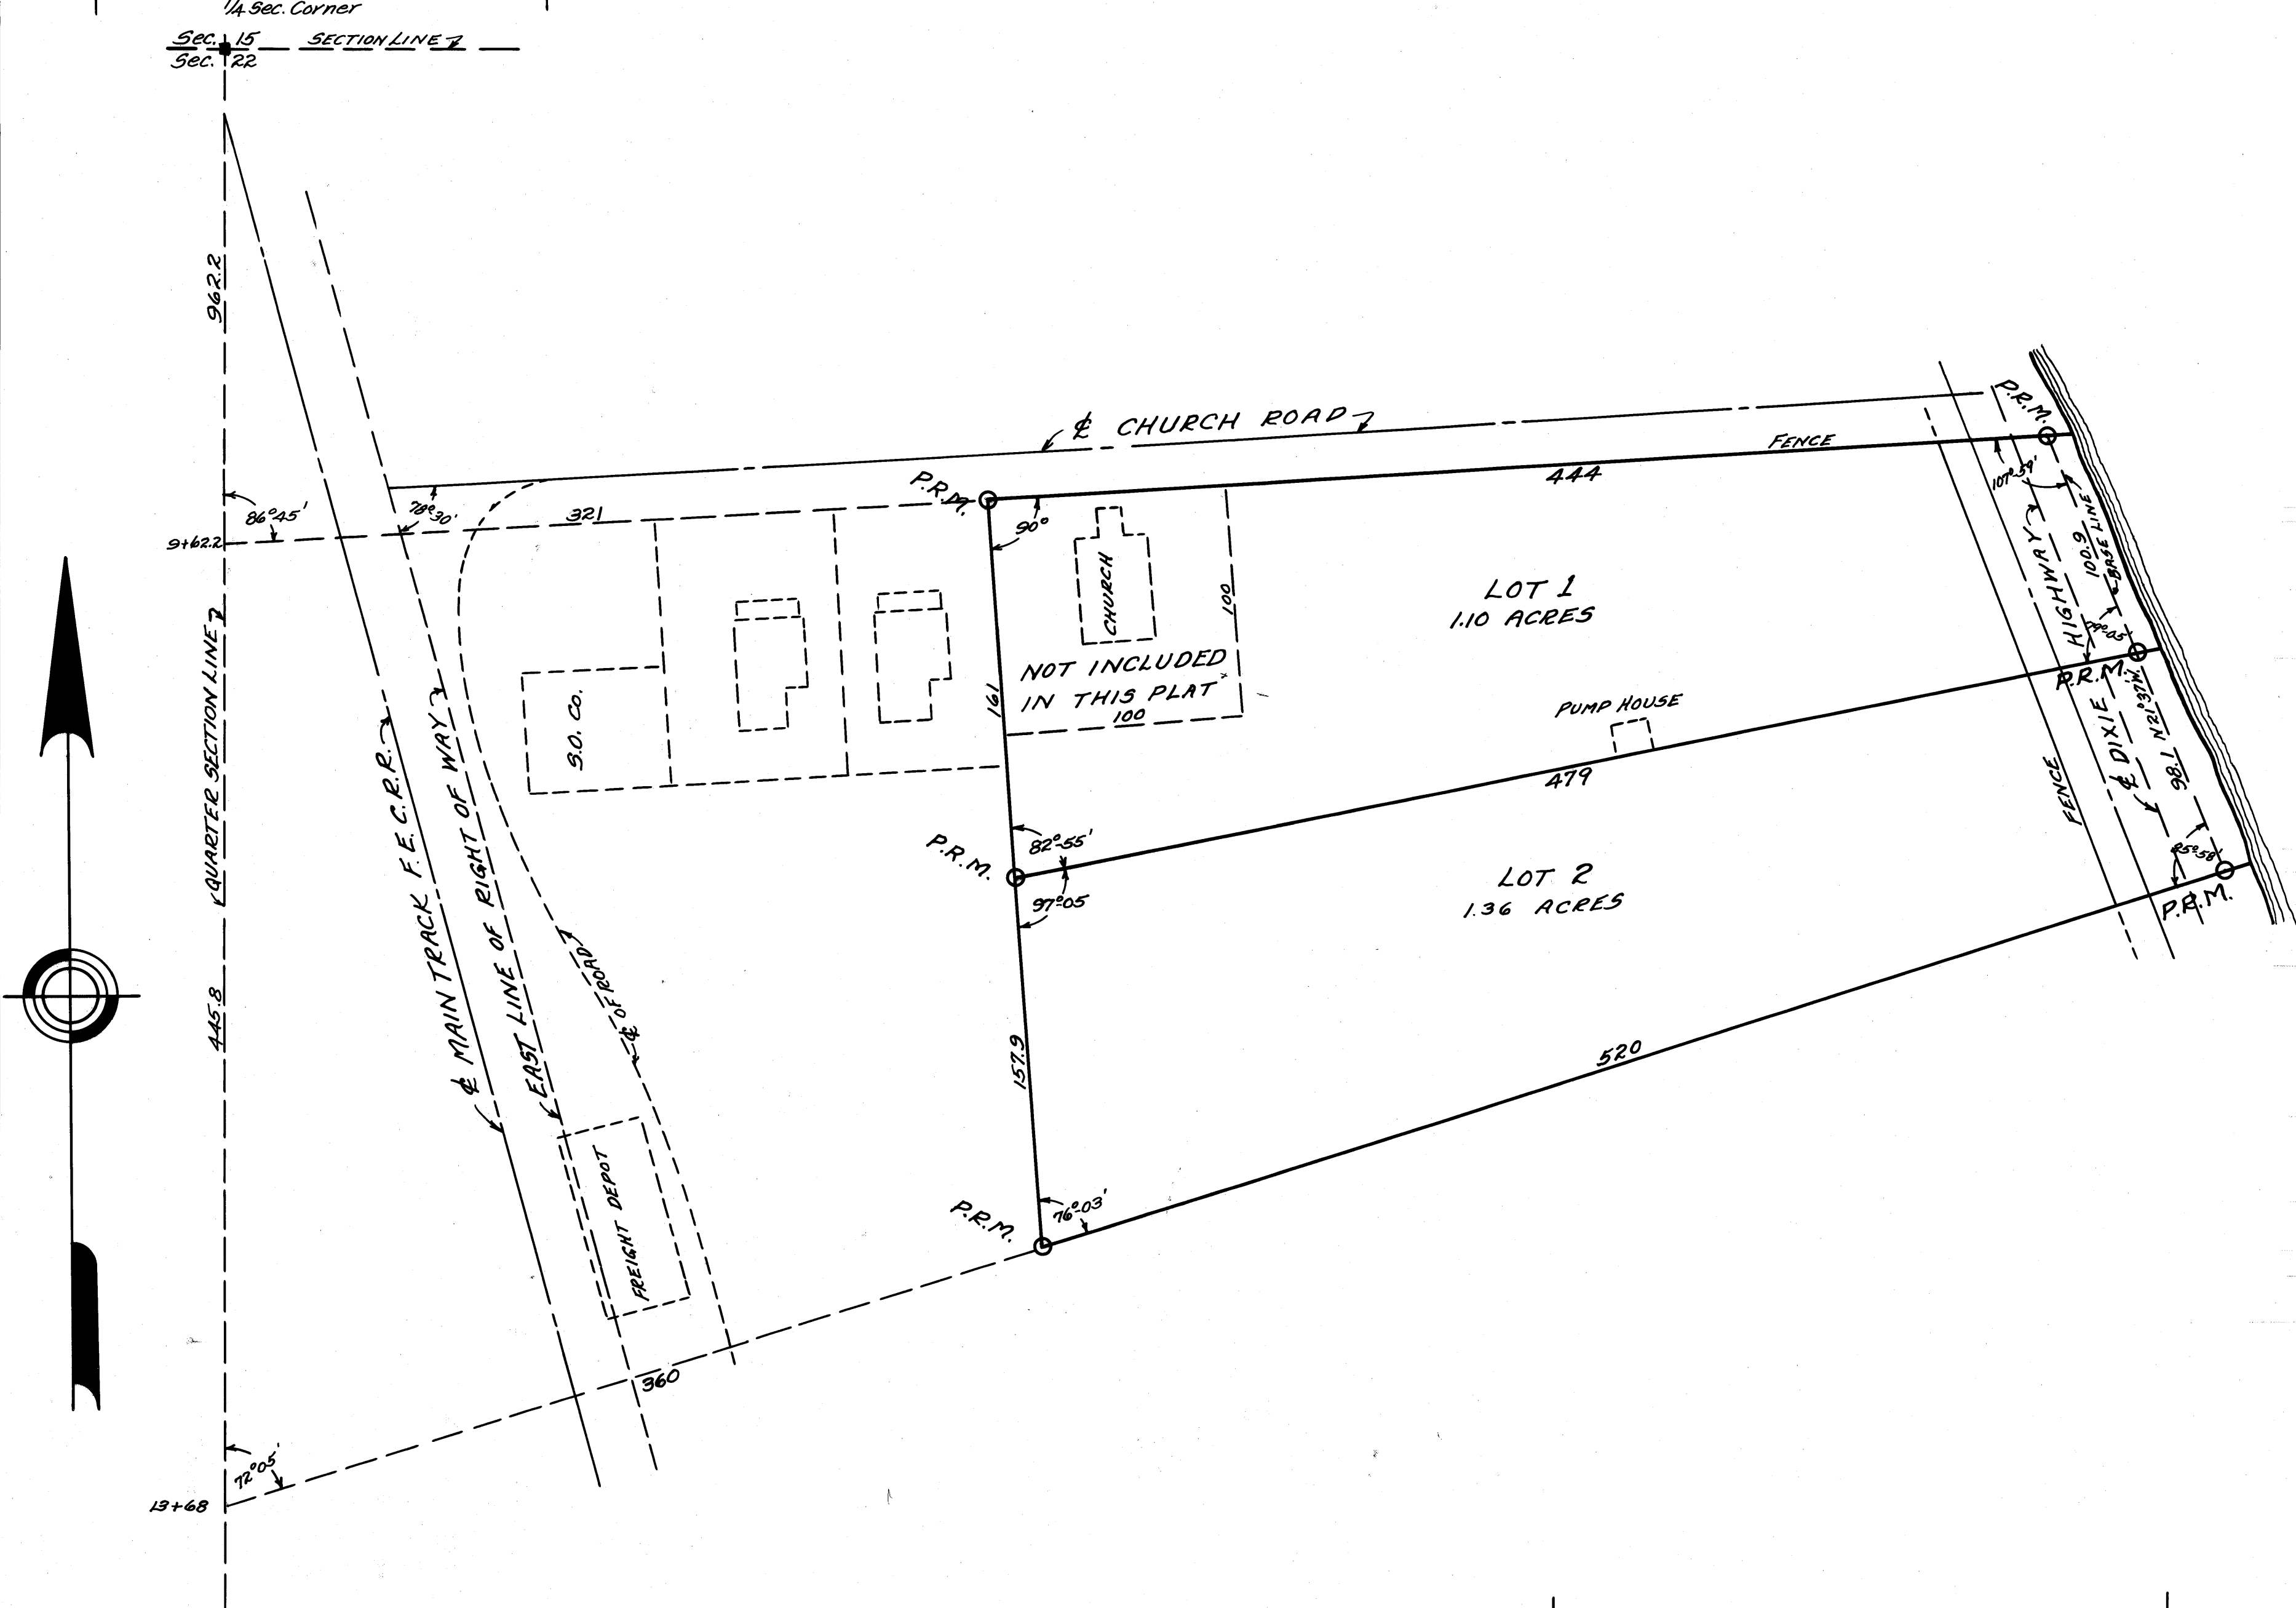 1/4 Sec. Corner
Sec. 15
SECTION LINE
Sec. 22
962.2
℄ CHURCH ROAD
P.R.M.
FENCE
444
P.R.M.
321
86°45'
78°30'
9+62.2
90°
107°-59'
CHURCH
100
LOT 1
1.10 ACRES
HIGHWAY
100.9
BASE LINE
79°-05'
NOT INCLUDED
IN THIS PLAT
100
161
QUARTER SECTION LINE
S.O. Co.
PUMP HOUSE
479
P.R.M.
℄ DIXIE
98.1 N21°37'W.
FENCE
℄ MAIN TRACK F.E.C.R.R.
EAST LINE OF RIGHT OF WAY
82°-55'
P.R.M.
97°-05
LOT 2
1.36 ACRES
85°-58'
P.R.M.
℄ OF ROAD
445.8
157.9
520
FREIGHT DEPOT
P.R.M.
76°-03'
360
72°05'
13+68